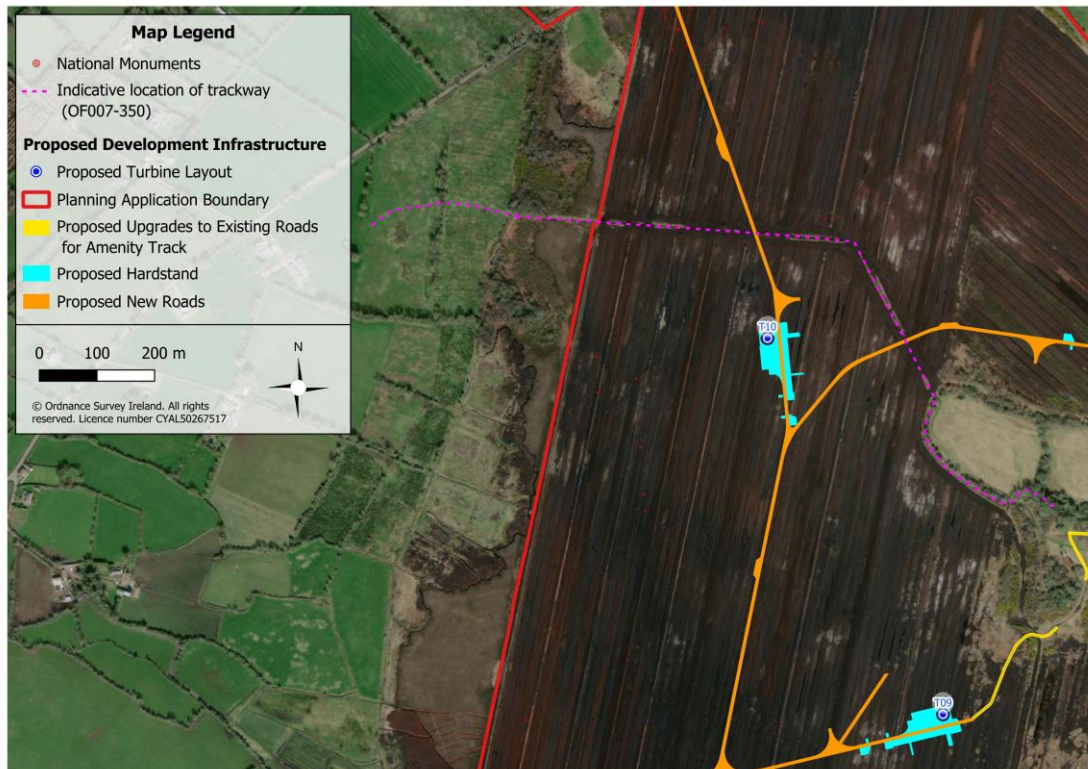 Map Legend
National Monuments
Indicative location of trackway
(OF007-350)
Proposed Development Infrastructure
Proposed Turbine Layout
Planning Application Boundary
Proposed Upgrades to Existing Roads
for Amenity Track
Proposed Hardstand
Proposed New Roads
0 100 200 m
N
© Ordnance Survey Ireland. All rights
reserved. Licence number CYAL50267517
T10
T09